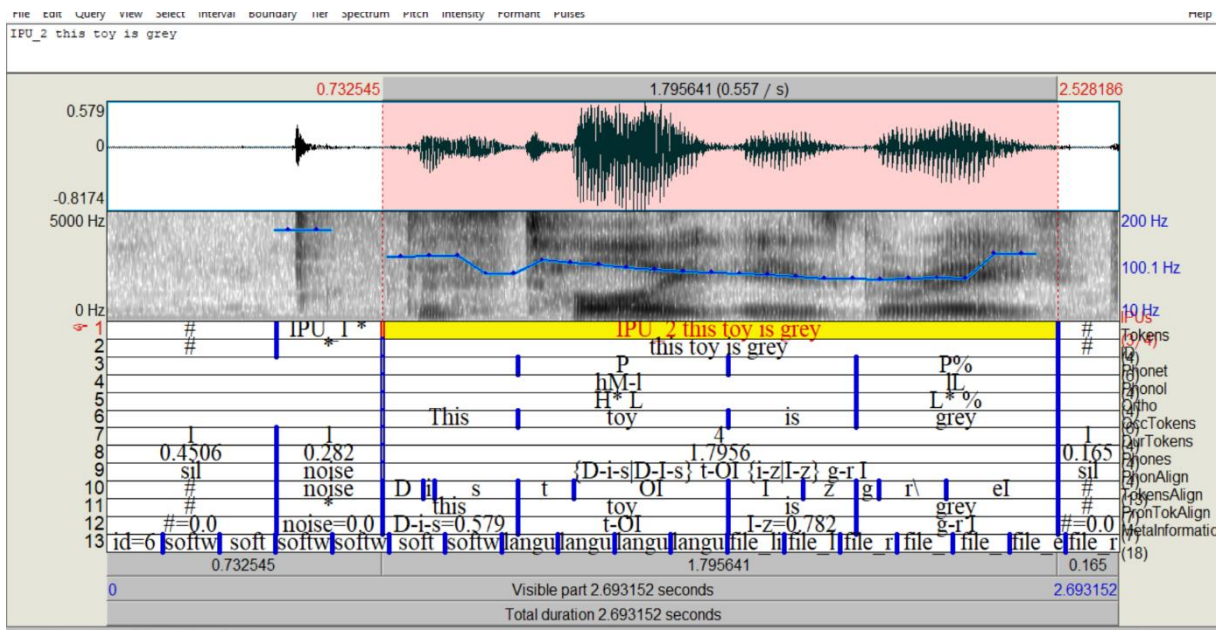 File Edit Query View Select Interval Boundary Tier Spectrum Pitch Intensity Formant Pulses Help
IPU_2 this toy is grey
0.732545 1.795641 (0.557 / s) 2.528186
0.579
0
-0.8174
5000 Hz 200 Hz
100.1 Hz
0 Hz 10 Hz
1 # IPU_1 * IPU_2 this toy is grey # IPUs
2 # * this toy is grey # Tokens
3 P P%
4 hM-l lL Phonet
5 H* L L* % Phonol
6 This toy is grey Ortho
7 1 1 4 1 OccTokens
8 0.4506 0.282 1.7956 0.165 DurTokens
9 sil noise {D-i-s|D-I-s} t-OI {i-z|I-z} g-r I sil Phones
10 # noise D i s t OI I z g r\ eI # PhonAlign
11 # * this toy is grey # TokensAlign
12 #=0.0 noise=0.0 D-i-s=0.579 t-OI I-z=0.782 g-r I #=0.0 PronTokAlign
13 id=6 softw soft softw softw soft softw langu langu langu langu file_li file_l file_r file_ file_ file_e file_r MetaInformation
(18)
0.732545 1.795641 0.165
0 Visible part 2.693152 seconds 2.693152
Total duration 2.693152 seconds